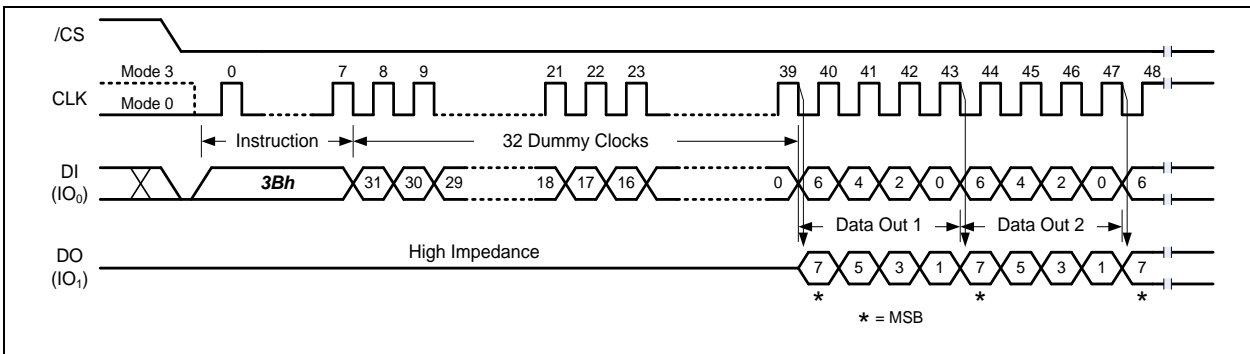 /CS
Mode 3 0 7 8 9 21 22 23 39 40 41 42 43 44 45 46 47 48
CLK
Mode 0
Instruction 32 Dummy Clocks
DI
(IO0)
3Bh 31 30 29 18 17 16 0 6 4 2 0 6 4 2 0 6
Data Out 1 Data Out 2
DO
(IO1)
High Impedance
7 5 3 1 7 5 3 1 7
* * *
* = MSB